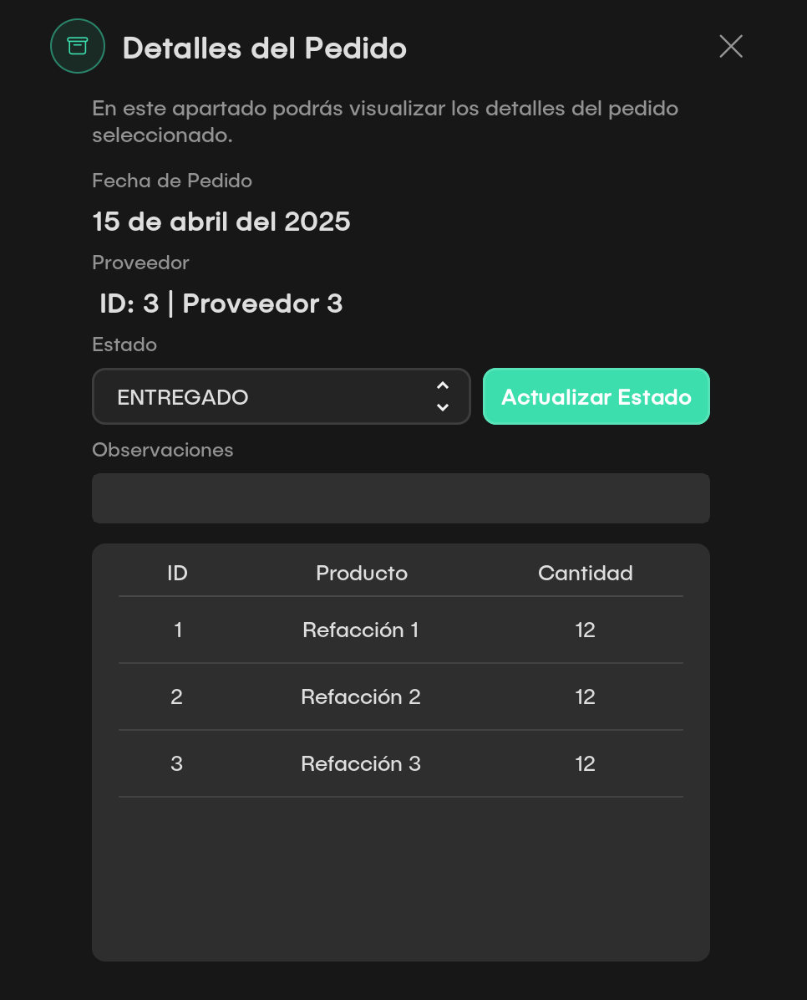 Detalles del Pedido
En este apartado podrás visualizar los detalles del pedido
seleccionado.
Fecha de Pedido
15 de abril del 2025
Proveedor
ID: 3 | Proveedor 3
Estado
ENTREGADO
Actualizar Estado
Observaciones
ID Producto Cantidad
1 Refacción 1 12
2 Refacción 2 12
3 Refacción 3 12